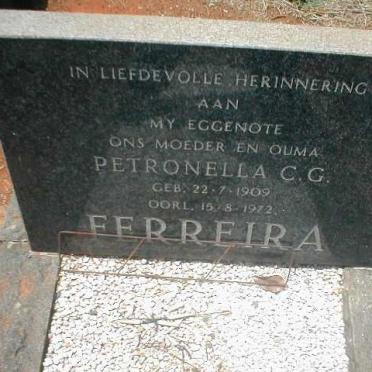 IN LIEFDEVOLLE HERINNERING
AAN
MY EGGENOTE
ONS MOEDER EN OUMA
PETRONELLA C.G.
GEB. 22-7-1909
OORL. 15-8-1972
FERREIRA